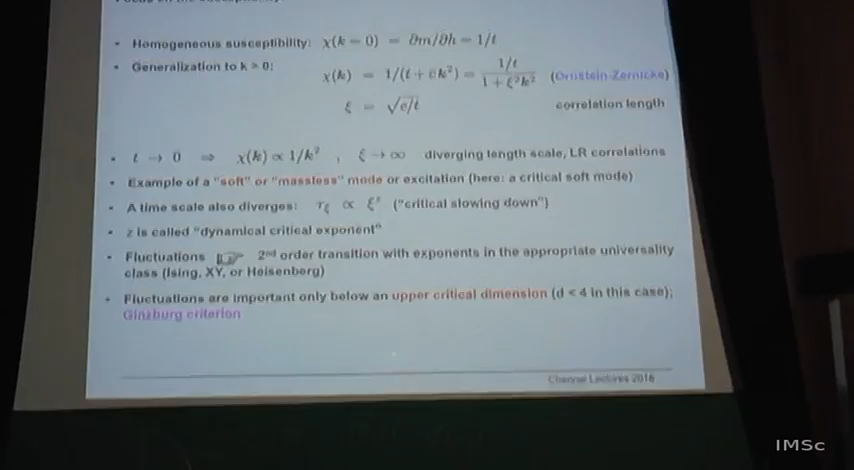 • Homogeneous susceptibility: χ(k = 0) = ∂m/∂h = 1/t
• Generalization to k > 0: χ(k) = 1/(t + ck²) = (1/t)/(1 + ξ²k²) (Ornstein-Zernicke)
ξ = √c/t correlation length
• t → 0 ⇒ χ(k) ∝ 1/k² , ξ → ∞ diverging length scale, LR correlations
• Example of a "soft" or "massless" mode or excitation (here: a critical soft mode)
• A time scale also diverges: τξ ∝ ξᶻ ("critical slowing down")
• z is called "dynamical critical exponent"
• Fluctuations ☞ 2nd order transition with exponents in the appropriate universality
class (Ising, XY, or Heisenberg)
• Fluctuations are important only below an upper critical dimension (d < 4 in this case);
Ginzburg criterion
Chennai Lectures 2016
IMSc